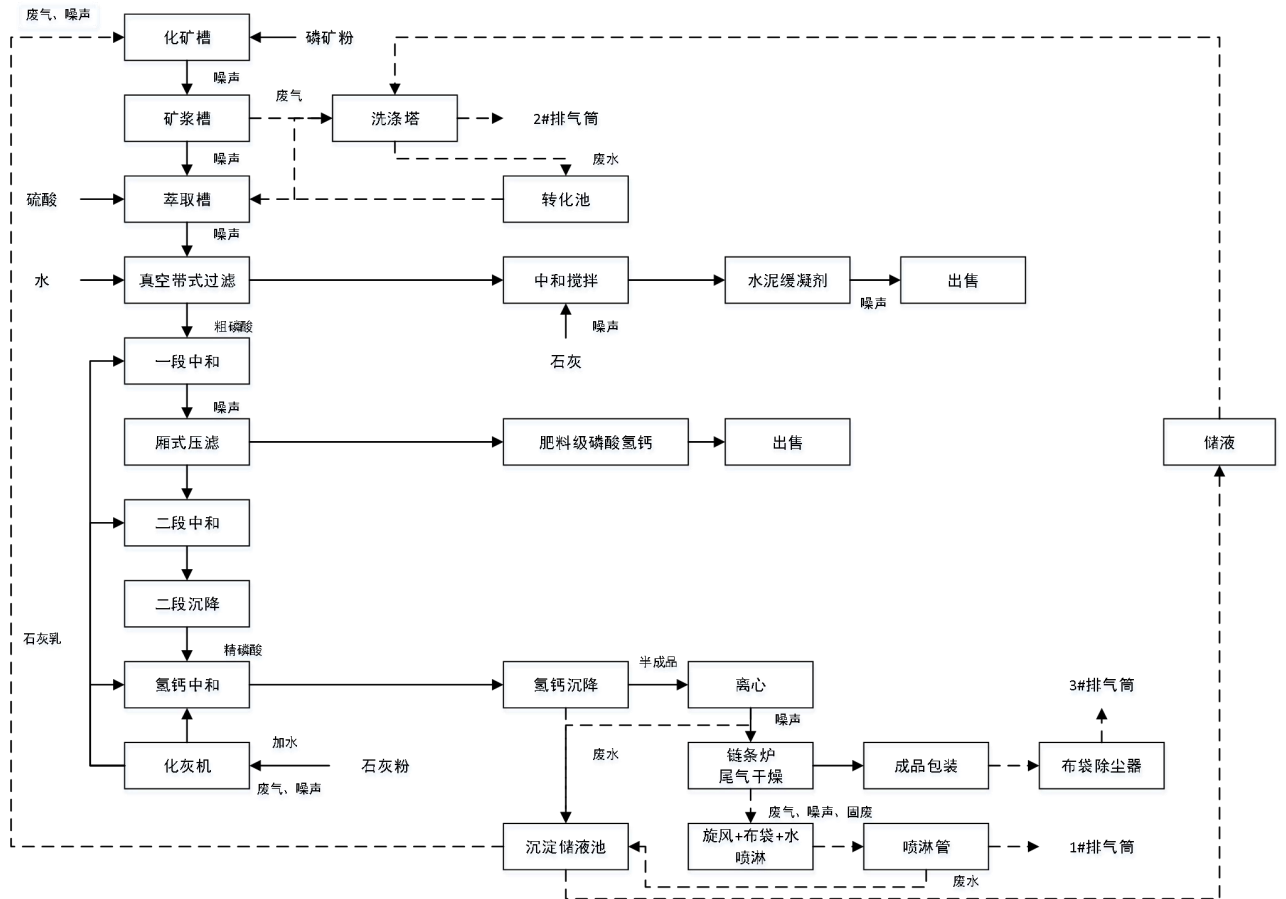 废气、噪声
化矿槽
磷矿粉
噪声
矿浆槽
废气
洗涤塔
2#排气筒
噪声
废水
硫酸
萃取槽
转化池
噪声
水
真空带式过滤
中和搅拌
水泥缓凝剂
噪声
出售
粗磷酸
噪声
石灰
一段中和
噪声
厢式压滤
肥料级磷酸氢钙
出售
储液
二段中和
二段沉降
石灰乳
精磷酸
氢钙中和
氢钙沉降
半成品
离心
3#排气筒
噪声
加水
化灰机
石灰粉
废气、噪声
废水
链条炉
尾气干燥
成品包装
布袋除尘器
废气、噪声、固废
沉淀储液池
旋风+布袋+水
喷淋
喷淋管
1#排气筒
废水